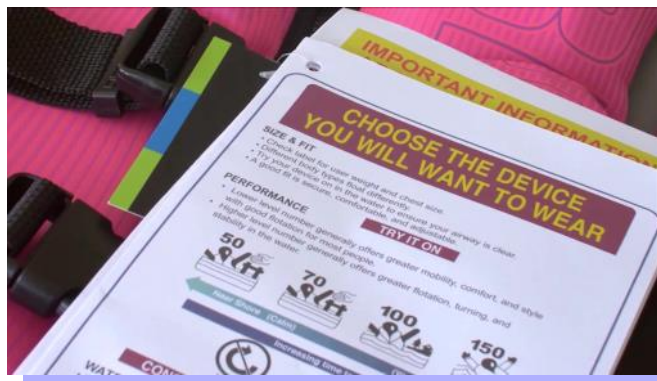 IMPORTANT INFORMATION
CHOOSE THE DEVICE
YOU WILL WANT TO WEAR
SIZE & FIT
• Check label for user weight and chest size.
• Different body types float differently.
• Try your device on in the water to ensure your airway is clear.
• A good fit is secure, comfortable, and adjustable.
TRY IT ON
PERFORMANCE
• Lower level number generally offers greater mobility, comfort, and style
with good flotation for most people.
• Higher level number generally offers greater flotation, turning, and
stability in the water.
50
70
100
150
Near Shore (Calm)
Increasing time